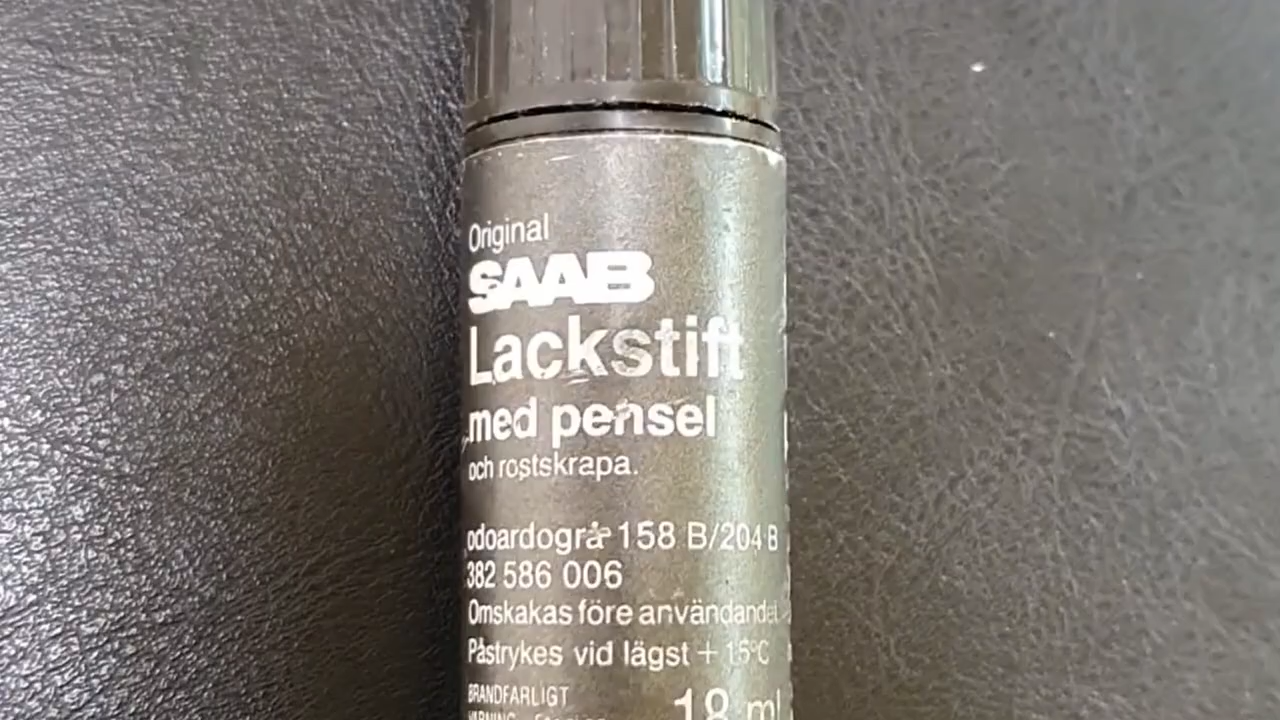 Original
SAAB
Lackstift
med pensel
och rostskrapa.
odoardogrå 158 B/204 B
382 586 006
Omskakas före användandet
Påstrykes vid lägst + 15°C
BRANDFARLIGT
18 ml